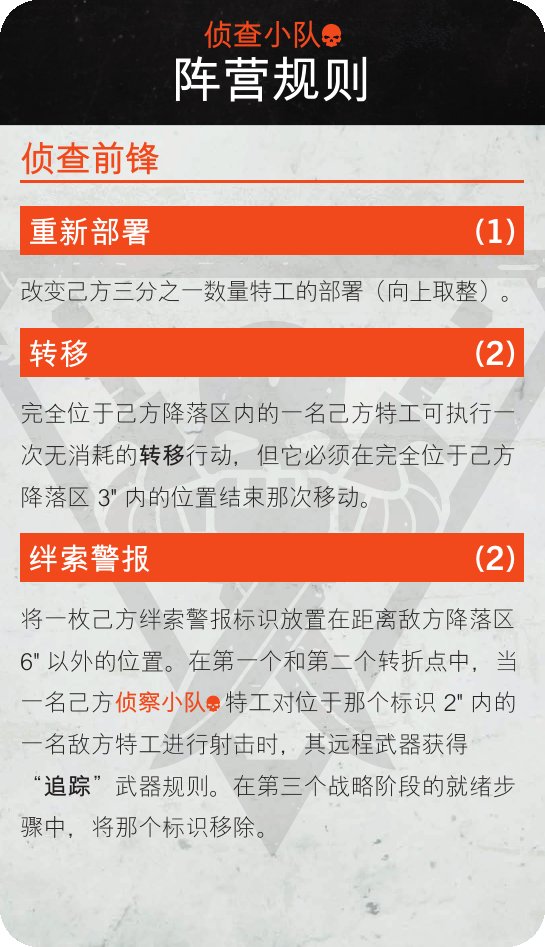 侦查小队
阵营规则
侦查前锋
重新部署 (1)
改变己方三分之一数量特工的部署（向上取整）。
转移 (2)
完全位于己方降落区内的一名己方特工可执行一
次无消耗的转移行动，但它必须在完全位于己方
降落区 3" 内的位置结束那次移动。
绊索警报 (2)
将一枚己方绊索警报标识放置在距离敌方降落区
6" 以外的位置。在第一个和第二个转折点中，当
一名己方侦察小队特工对位于那个标识 2" 内的
一名敌方特工进行射击时，其远程武器获得
“追踪”武器规则。在第三个战略阶段的就绪步
骤中，将那个标识移除。